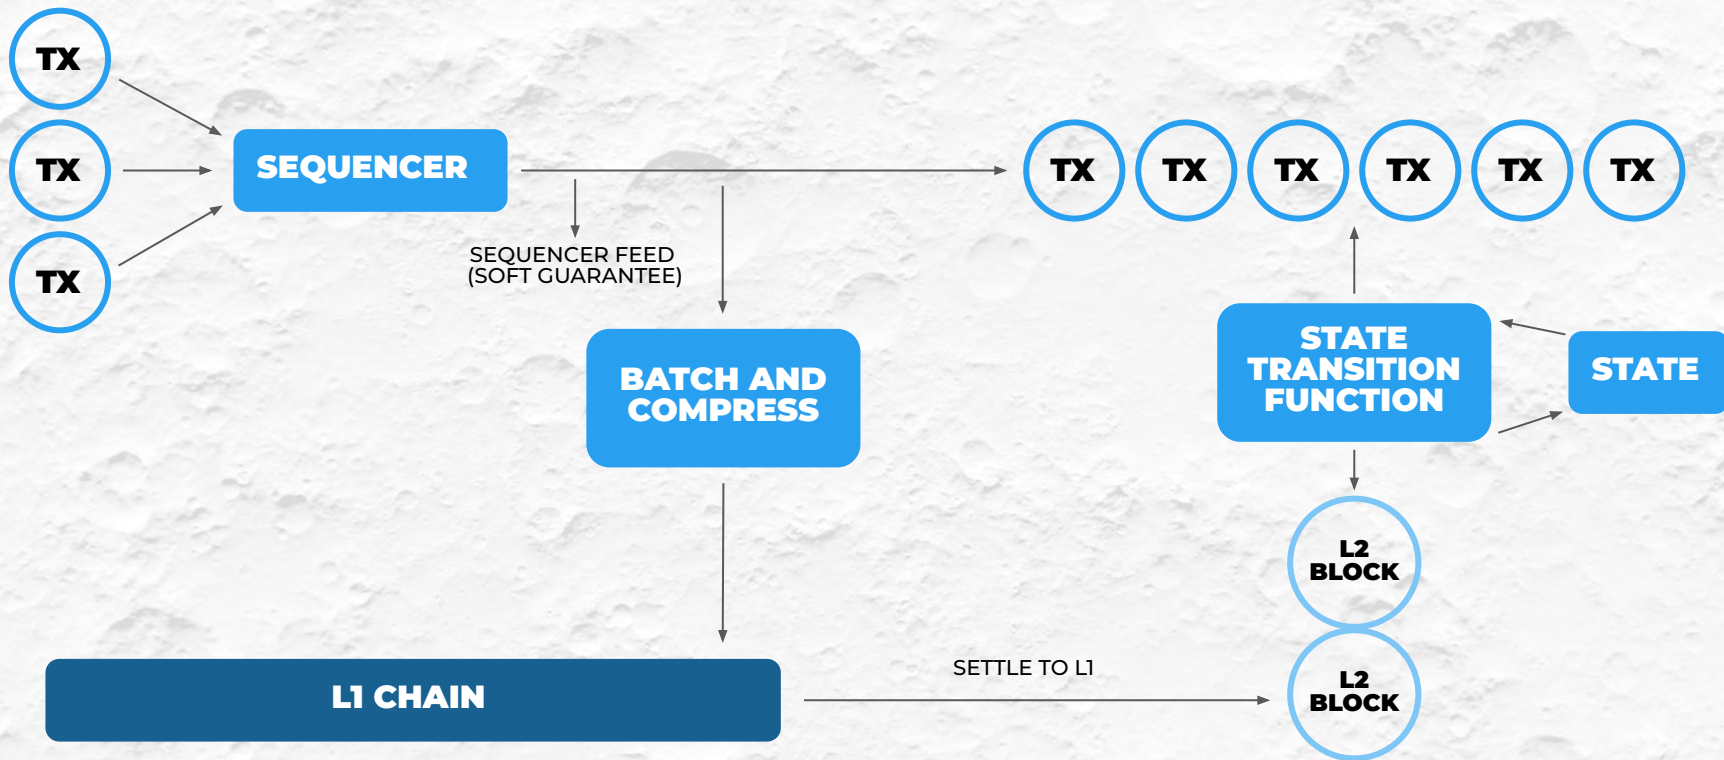 TX
TX
TX
SEQUENCER
TX
TX
TX
TX
TX
TX
SEQUENCER FEED
(SOFT GUARANTEE)
BATCH AND
COMPRESS
STATE
TRANSITION
FUNCTION
STATE
L2
BLOCK
L2
BLOCK
SETTLE TO L1
L1 CHAIN